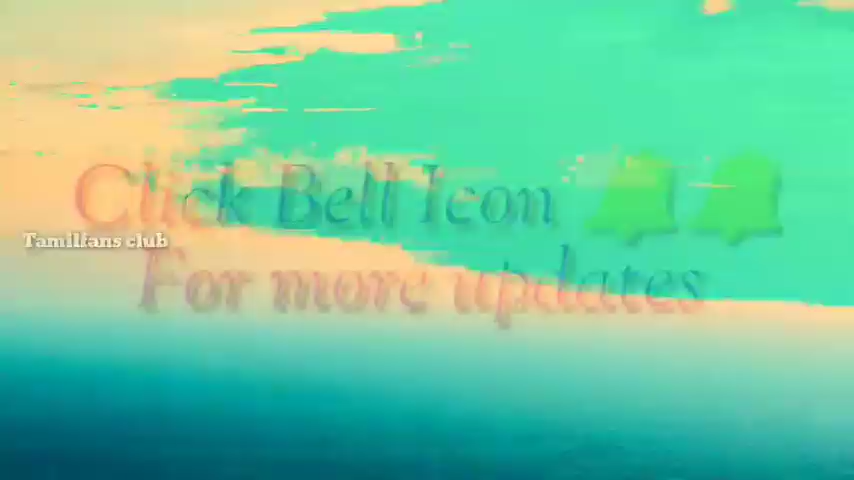 Click Bell Icon 🔔🔔
Tamilfans club
For more updates